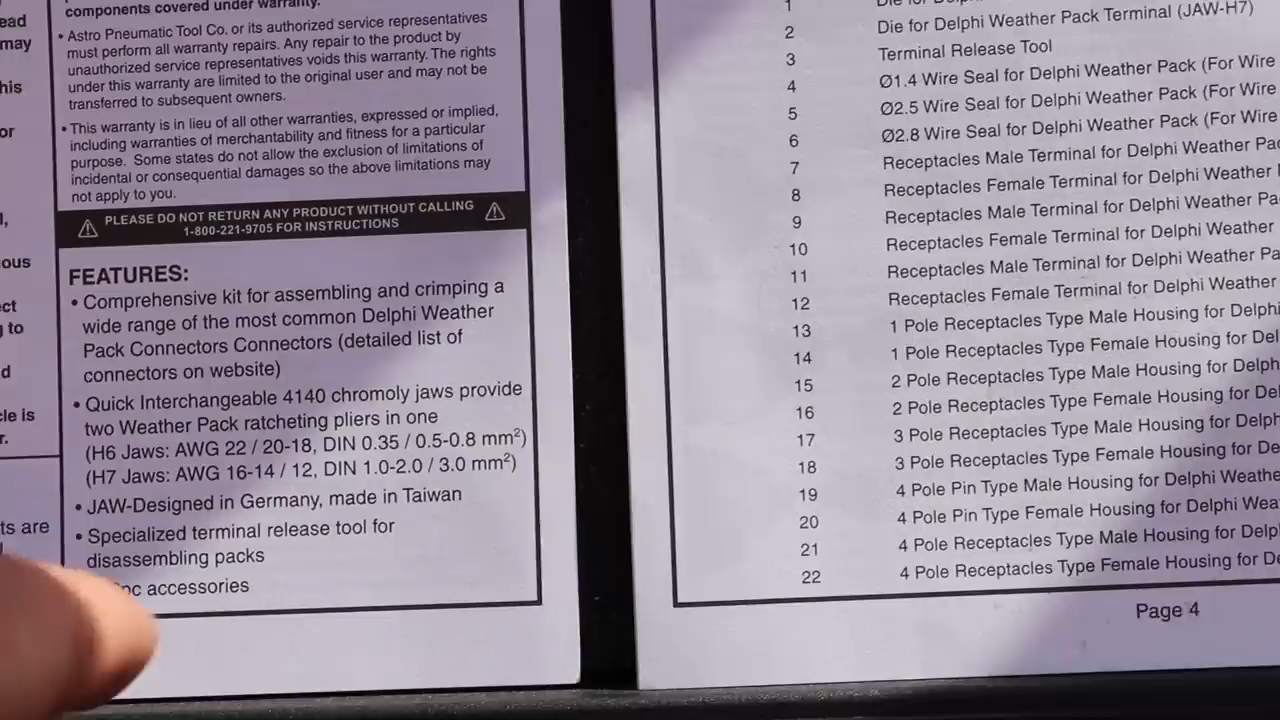 ead
may
his
or
l,
ous
ect
g to
d
cle is
r.
ts are
components covered under warranty.
• Astro Pneumatic Tool Co. or its authorized service representatives
must perform all warranty repairs. Any repair to the product by
unauthorized service representatives voids this warranty. The rights
under this warranty are limited to the original user and may not be
transferred to subsequent owners.
• This warranty is in lieu of all other warranties, expressed or implied,
including warranties of merchantability and fitness for a particular
purpose. Some states do not allow the exclusion of limitations of
incidental or consequential damages so the above limitations may
not apply to you.
PLEASE DO NOT RETURN ANY PRODUCT WITHOUT CALLING
1-800-221-9705 FOR INSTRUCTIONS
FEATURES:
• Comprehensive kit for assembling and crimping a
wide range of the most common Delphi Weather
Pack Connectors Connectors (detailed list of
connectors on website)
• Quick Interchangeable 4140 chromoly jaws provide
two Weather Pack ratcheting pliers in one
(H6 Jaws: AWG 22 / 20-18, DIN 0.35 / 0.5-0.8 mm²)
(H7 Jaws: AWG 16-14 / 12, DIN 1.0-2.0 / 3.0 mm²)
• JAW-Designed in Germany, made in Taiwan
• Specialized terminal release tool for
disassembling packs
pc accessories
1 Die for Delp
2 Die for Delphi Weather Pack Terminal (JAW-H7)
3 Terminal Release Tool
4 Ø1.4 Wire Seal for Delphi Weather Pack (For Wire
5 Ø2.5 Wire Seal for Delphi Weather Pack (For Wire
6 Ø2.8 Wire Seal for Delphi Weather Pack (For Wire
7 Receptacles Male Terminal for Delphi Weather Pac
8 Receptacles Female Terminal for Delphi Weather
9 Receptacles Male Terminal for Delphi Weather Pa
10 Receptacles Female Terminal for Delphi Weather
11 Receptacles Male Terminal for Delphi Weather Pa
12 Receptacles Female Terminal for Delphi Weather
13 1 Pole Receptacles Type Male Housing for Delphi
14 1 Pole Receptacles Type Female Housing for Del
15 2 Pole Receptacles Type Male Housing for Delph
16 2 Pole Receptacles Type Female Housing for Del
17 3 Pole Receptacles Type Male Housing for Delph
18 3 Pole Receptacles Type Female Housing for De
19 4 Pole Pin Type Male Housing for Delphi Weathe
20 4 Pole Pin Type Female Housing for Delphi Wea
21 4 Pole Receptacles Type Male Housing for Delp
22 4 Pole Receptacles Type Female Housing for De
Page 4